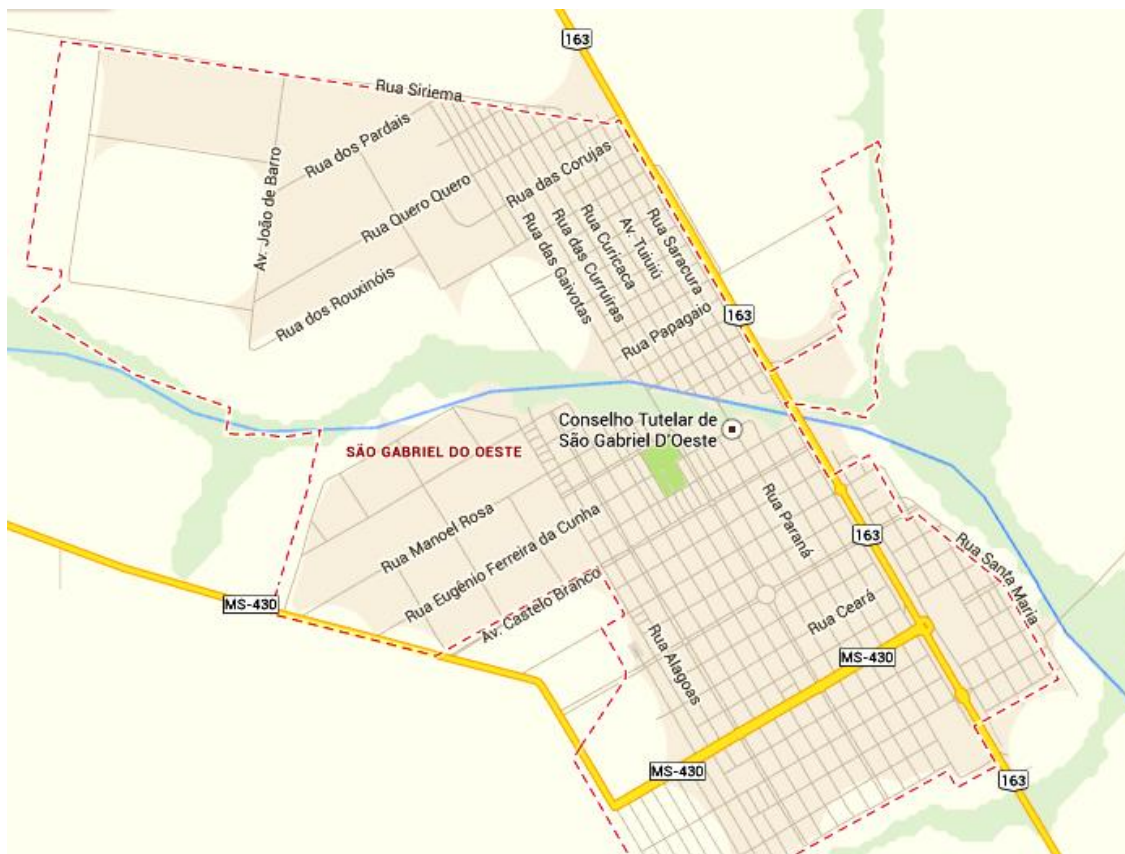 163
Rua Siriema
Rua dos Pardais
Rua das Corujas
Av. João de Barro
Rua Quero Quero
Rua Saracura
Av. Tuiuiú
Rua Curicaca
Rua das Curruíras
Rua das Gaivotas
Rua dos Rouxinóis
163
Rua Papagaio
Conselho Tutelar de
São Gabriel D'Oeste
SÃO GABRIEL DO OESTE
Rua Manoel Rosa
Rua Paraná
163
Rua Eugênio Ferreira da Cunha
Rua Santa Maria
MS-430
Av. Castelo Branco
Rua Ceará
Rua Alagoas
MS-430
MS-430
163